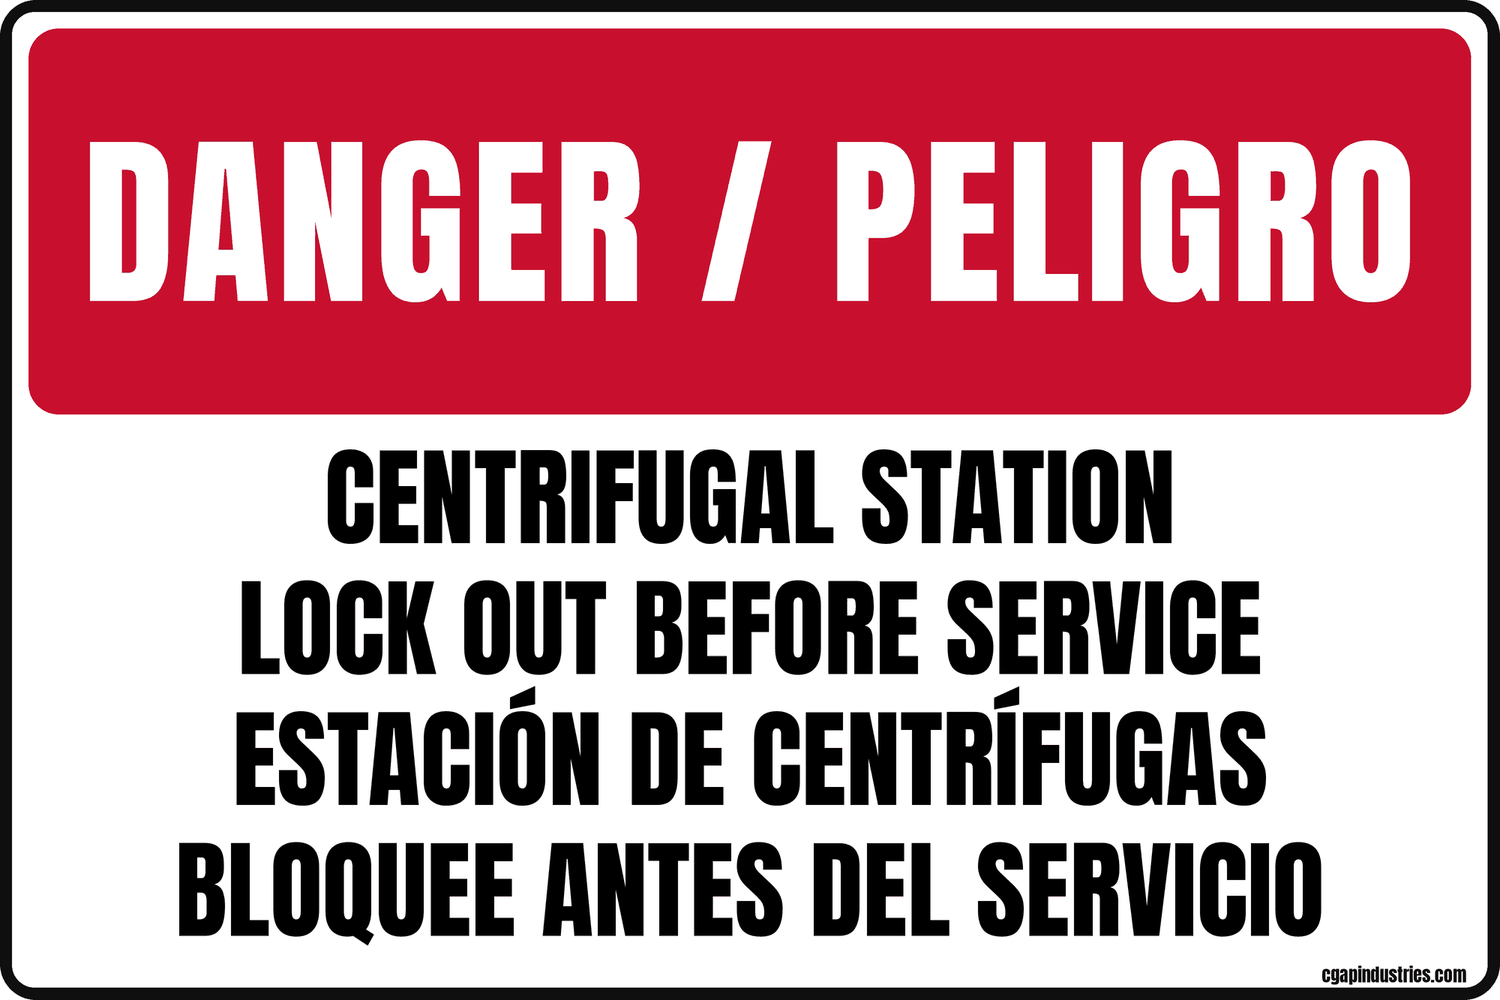 DANGER / PELIGRO
CENTRIFUGAL STATION
LOCK OUT BEFORE SERVICE
ESTACIÓN DE CENTRÍFUGAS
BLOQUEE ANTES DEL SERVICIO
cgapindustries.com